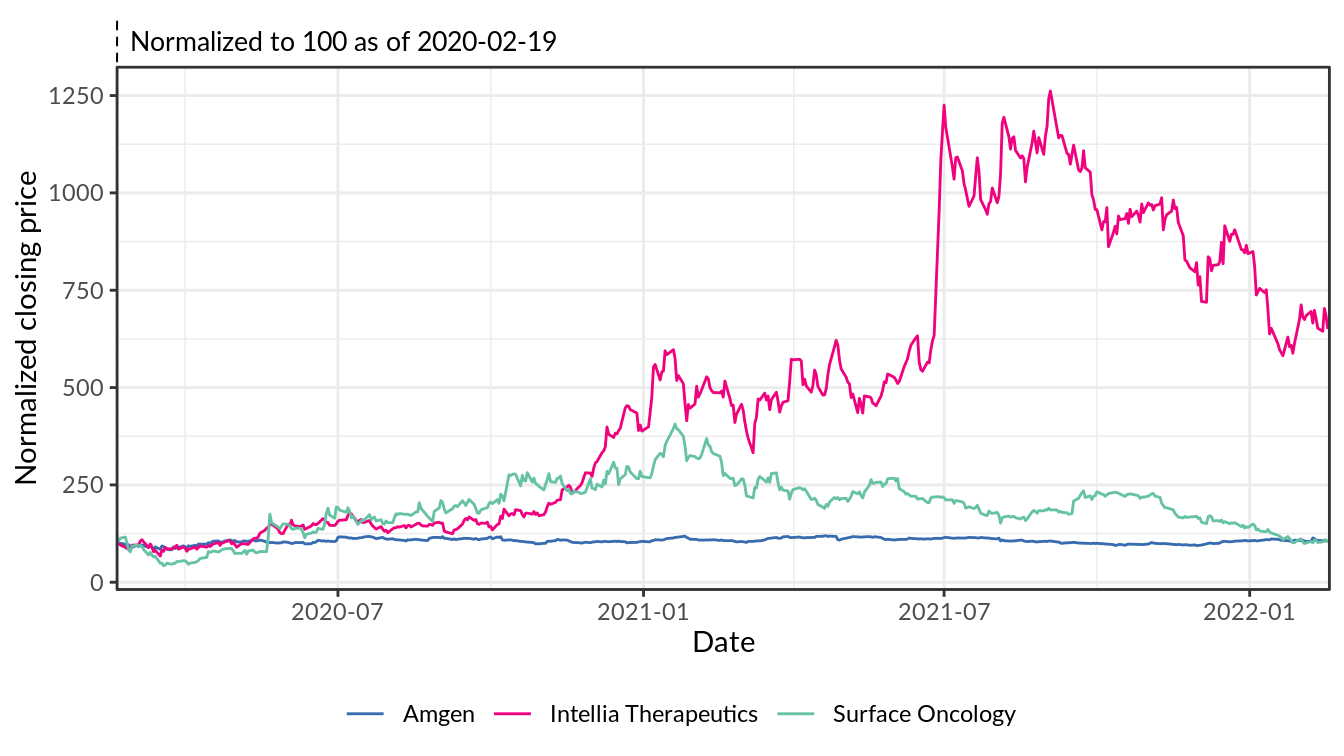 Normalized to 100 as of 2020-02-19
Normalized closing price
1250
1000
750
500
250
0
2020-07 2021-01 2021-07 2022-01
Date
Amgen Intellia Therapeutics Surface Oncology